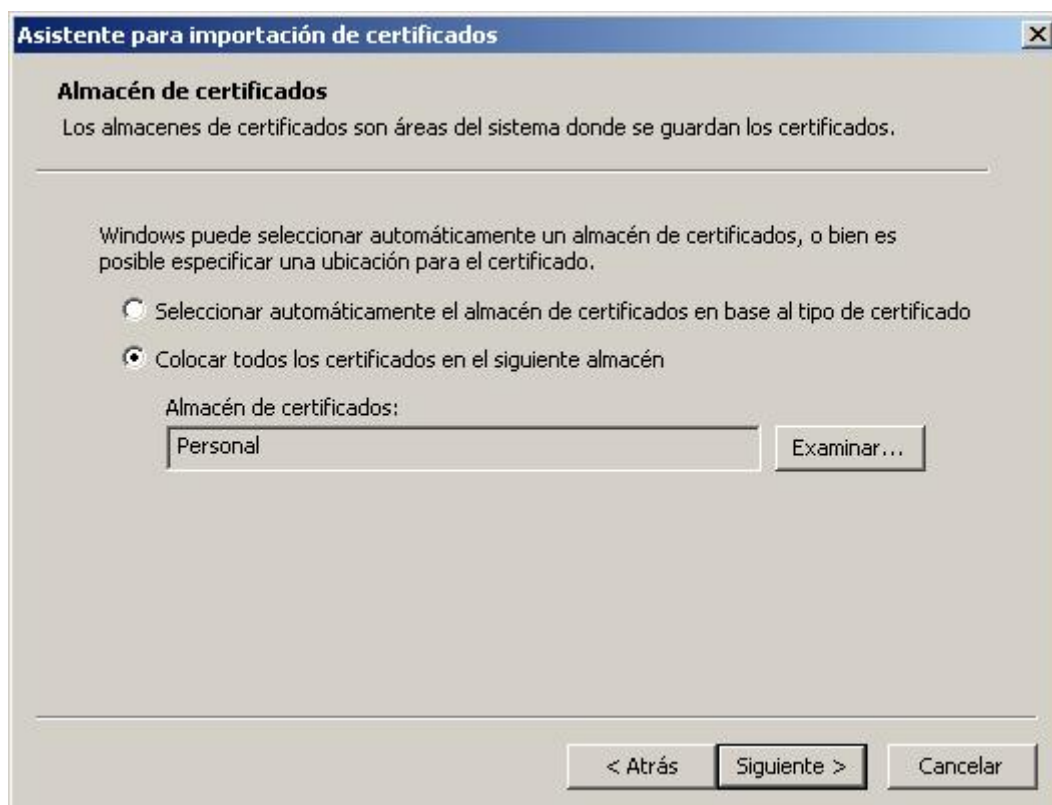 Asistente para importación de certificados
Almacén de certificados
Los almacenes de certificados son áreas del sistema donde se guardan los certificados.
Windows puede seleccionar automáticamente un almacén de certificados, o bien es
posible especificar una ubicación para el certificado.
Seleccionar automáticamente el almacén de certificados en base al tipo de certificado
Colocar todos los certificados en el siguiente almacén
Almacén de certificados:
Personal
Examinar...
< Atrás
Siguiente >
Cancelar